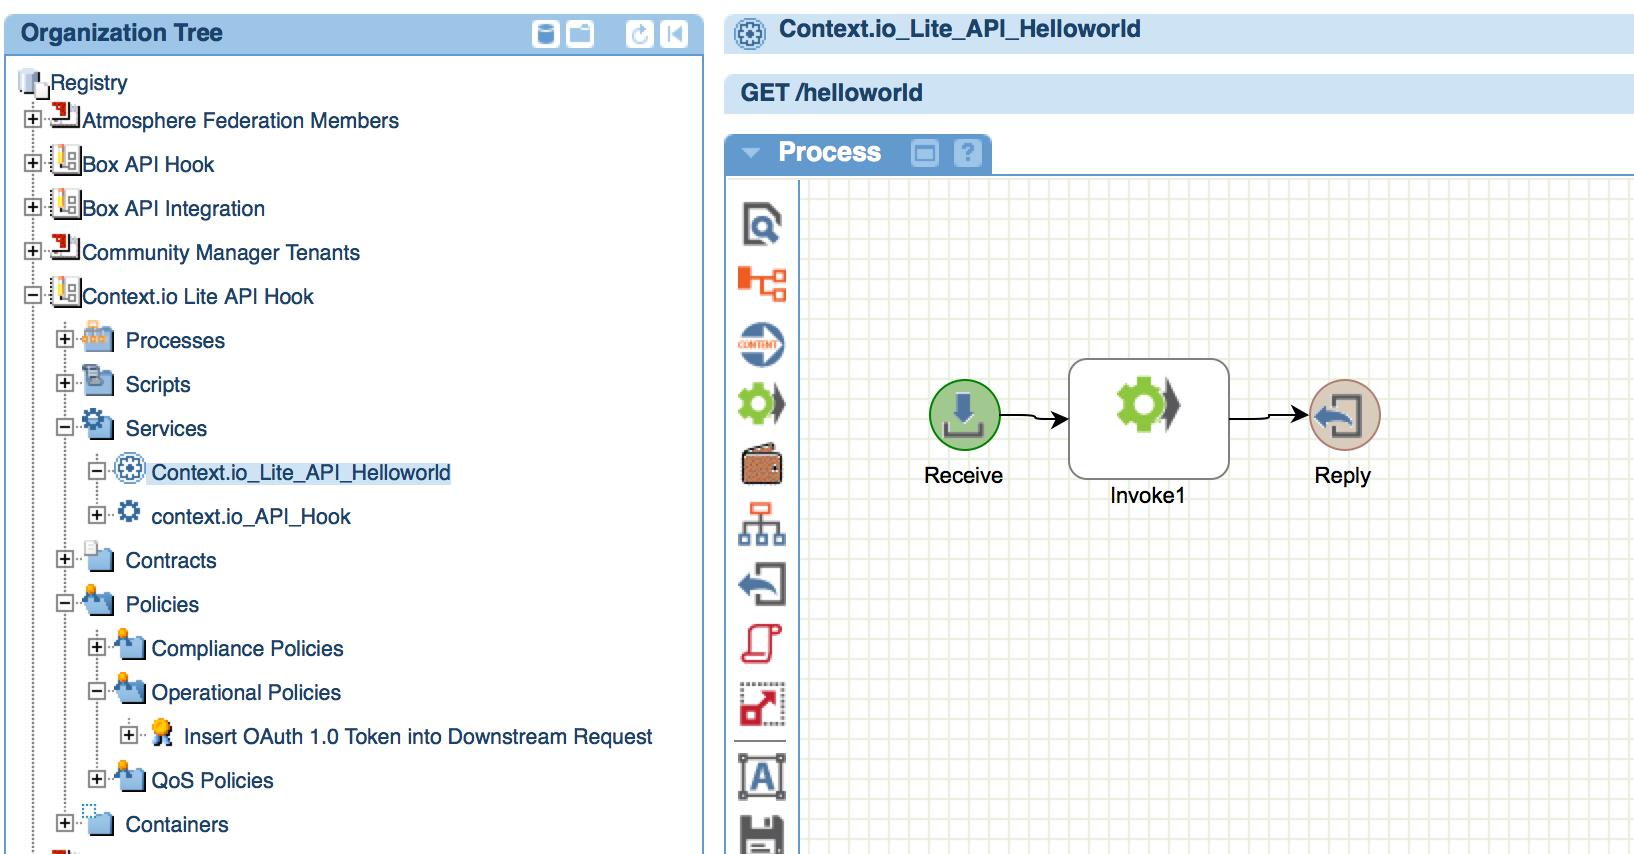 Organization Tree
Registry
Atmosphere Federation Members
Box API Hook
Box API Integration
Community Manager Tenants
Context.io Lite API Hook
Processes
Scripts
Services
Context.io_Lite_API_Helloworld
context.io_API_Hook
Contracts
Policies
Compliance Policies
Operational Policies
Insert OAuth 1.0 Token into Downstream Request
QoS Policies
Containers
Context.io_Lite_API_Helloworld
GET /helloworld
Process ?
CONTENT
A
Receive
Invoke1
Reply